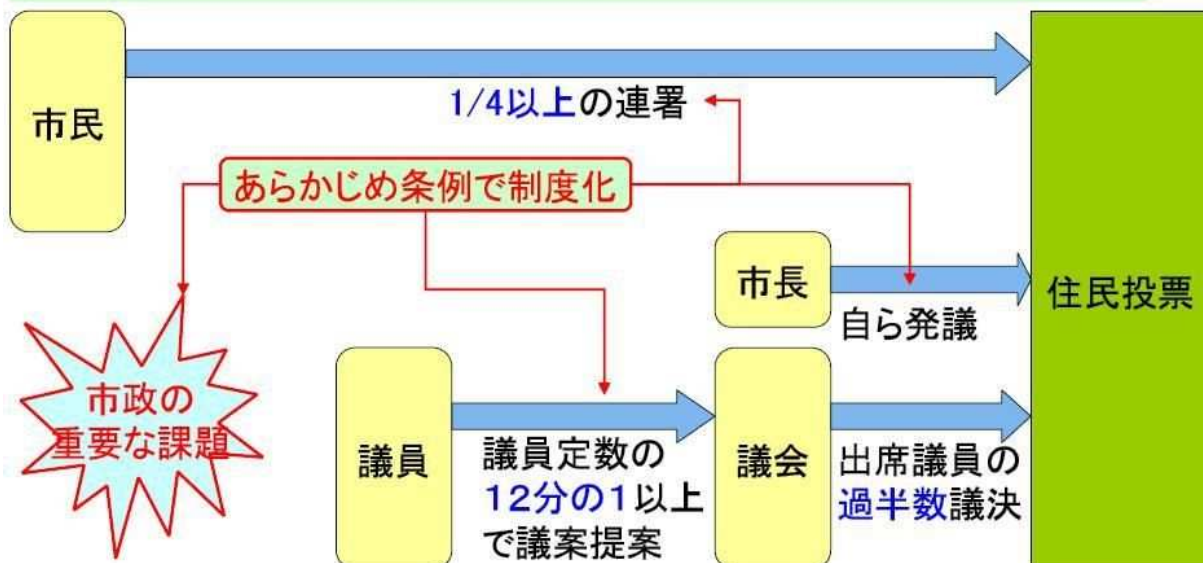 市民
1/4以上の連署
あらかじめ条例で制度化
市長
自ら発議
住民投票
市政の
重要な課題
議員
議員定数の
12分の1以上
で議案提案
議会
出席議員の
過半数議決